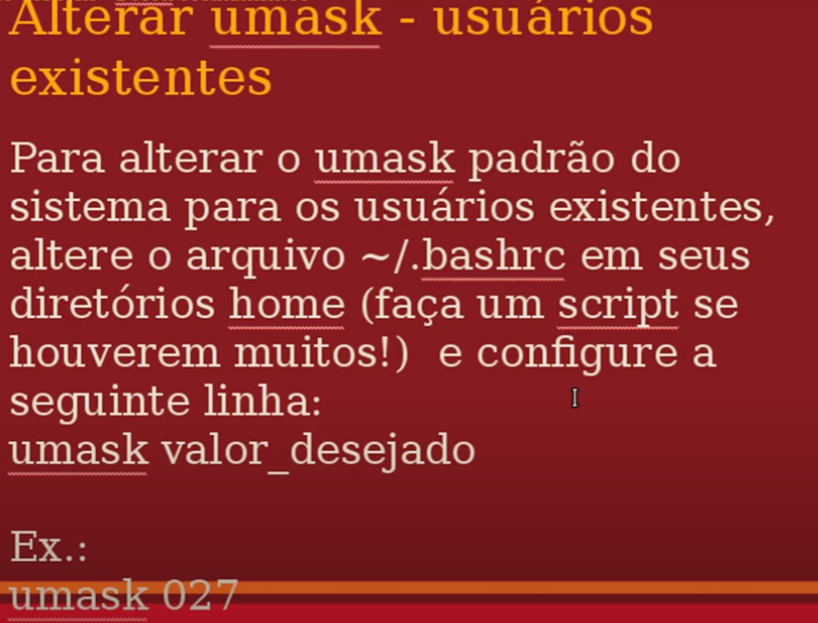 Alterar umask - usuários
existentes
Para alterar o umask padrão do
sistema para os usuários existentes,
altere o arquivo ~/.bashrc em seus
diretórios home (faça um script se
houverem muitos!)  e configure a
seguinte linha:
umask valor_desejado
Ex.:
umask 027